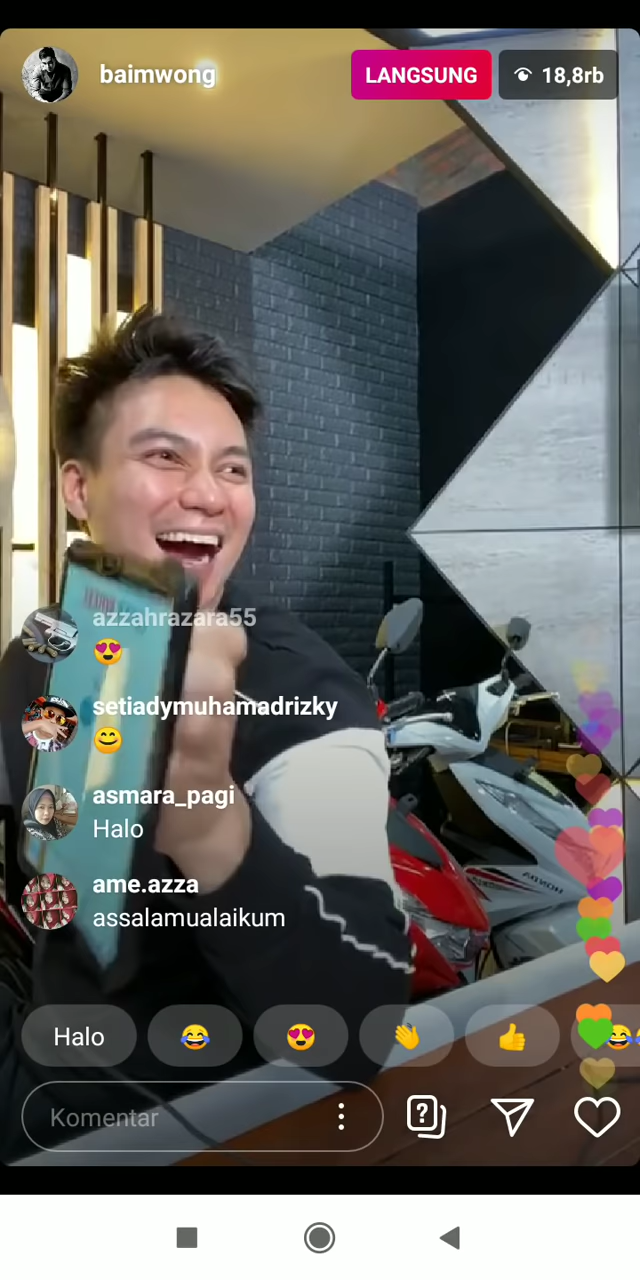 baimwong
LANGSUNG
18,8rb
azzahrazara55
😍
setiadymuhamadrizky
😊
asmara_pagi
Halo
ame.azza
assalamualaikum
Halo 😂 😍 👋 👍 😂
Komentar